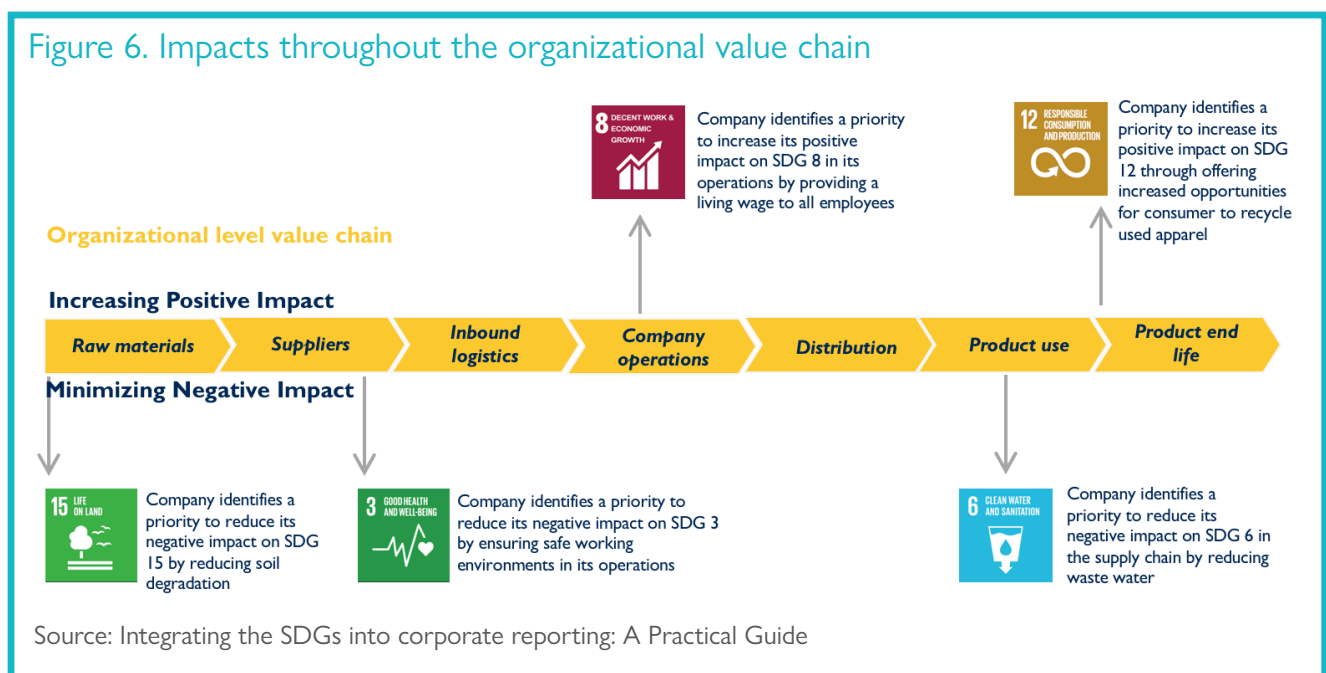 Figure 6. Impacts throughout the organizational value chain
8 DECENT WORK &
ECONOMIC
GROWTH
Company identifies a priority
to increase its positive
impact on SDG 8 in its
operations by providing a
living wage to all employees
12 RESPONSIBLE
CONSUMPTION
AND PRODUCTION
Company identifies a
priority to increase its
positive impact on SDG
12 through offering
increased opportunities
for consumer to recycle
used apparel
Organizational level value chain
Increasing Positive Impact
Raw materials
Suppliers
Inbound
logistics
Company
operations
Distribution
Product use
Product end
life
Minimizing Negative Impact
15 LIFE
ON LAND
Company identifies a
priority to reduce its
negative impact on SDG
15 by reducing soil
degradation
3 GOOD HEALTH
AND WELL-BEING
Company identifies a priority to
reduce its negative impact on SDG 3
by ensuring safe working
environments in its operations
6 CLEAN WATER
AND SANITATION
Company identifies a
priority to reduce its
negative impact on SDG 6 in
the supply chain by reducing
waste water
Source: Integrating the SDGs into corporate reporting: A Practical Guide